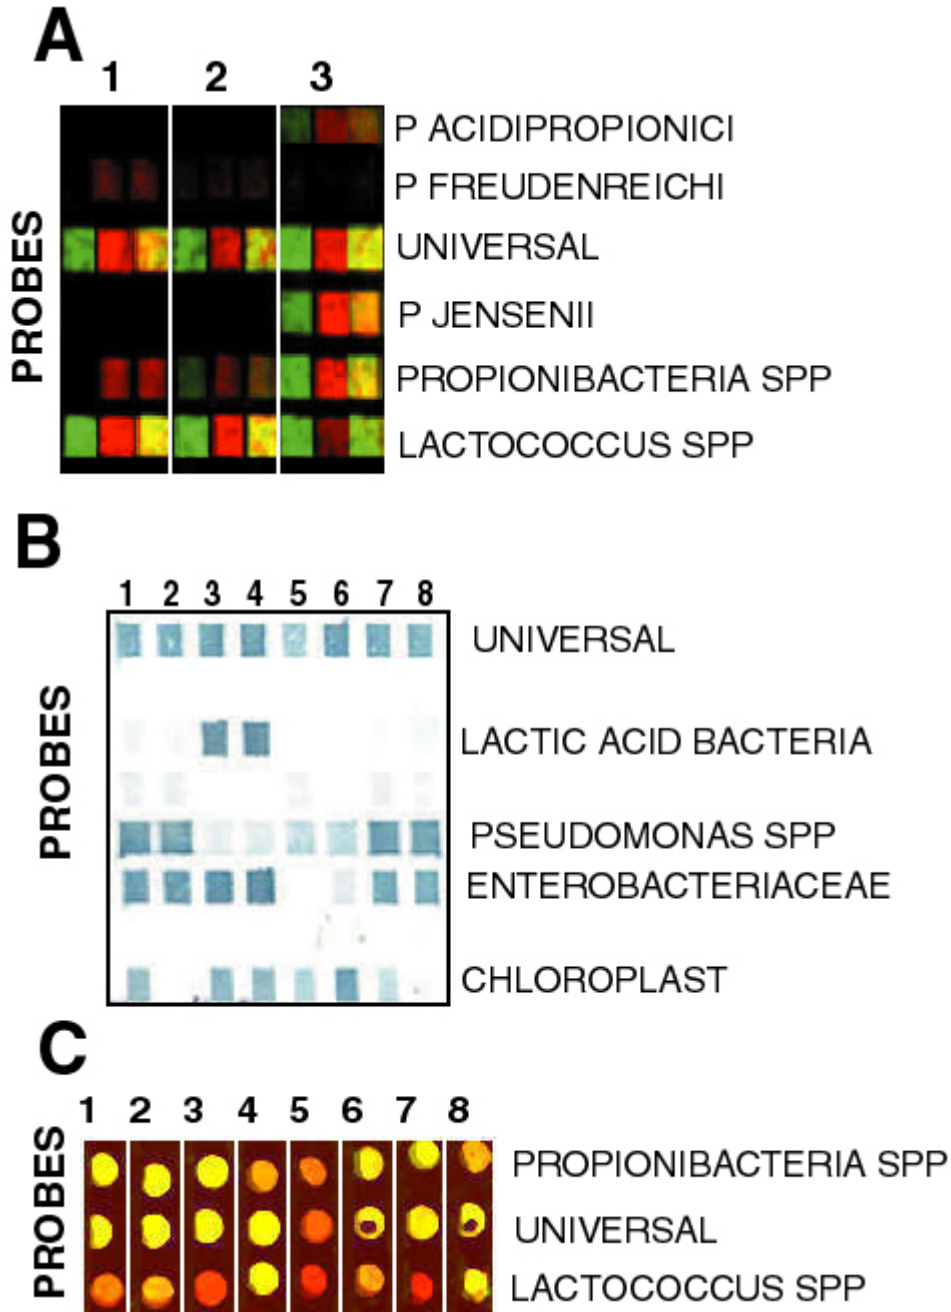 A
1 2 3
PROBES
P ACIDIPROPIONICI
P FREUDENREICHI
UNIVERSAL
P JENSENII
PROPIONIBACTERIA SPP
LACTOCOCCUS SPP
B
1 2 3 4 5 6 7 8
PROBES
UNIVERSAL
LACTIC ACID BACTERIA
PSEUDOMONAS SPP
ENTEROBACTERIACEAE
CHLOROPLAST
C
1 2 3 4 5 6 7 8
PROBES
PROPIONIBACTERIA SPP
UNIVERSAL
LACTOCOCCUS SPP